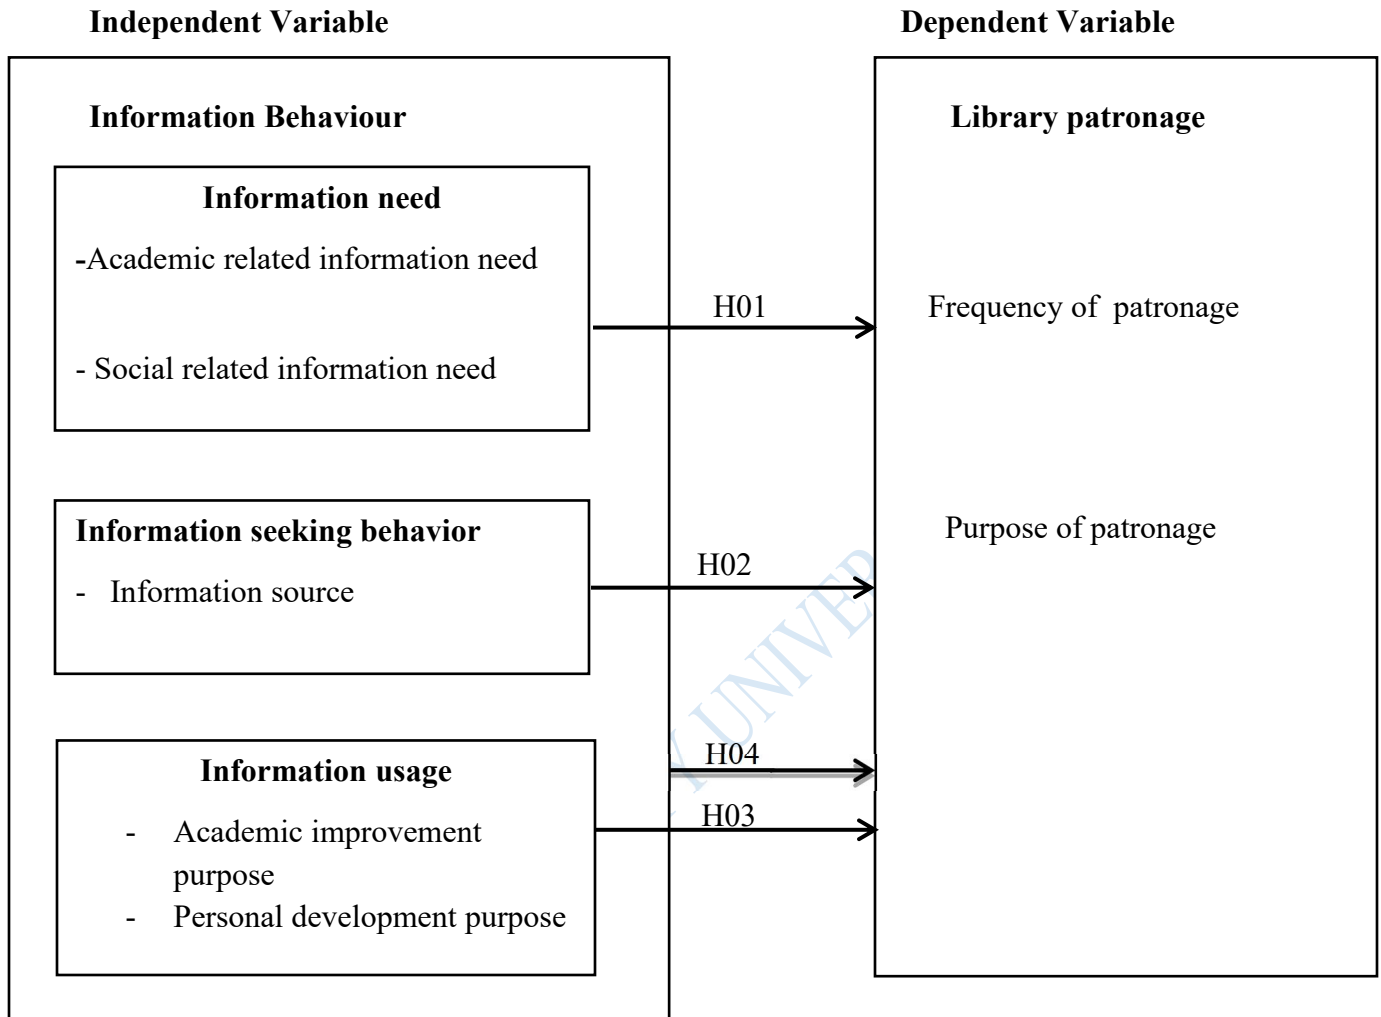 Independent Variable
Dependent Variable
Information Behaviour
Library patronage
Information need
-Academic related information need
- Social related information need
H01
Frequency of patronage
Information seeking behavior
- Information source
H02
Purpose of patronage
Information usage
- Academic improvement
purpose
- Personal development purpose
H04
H03
Y UNIVER